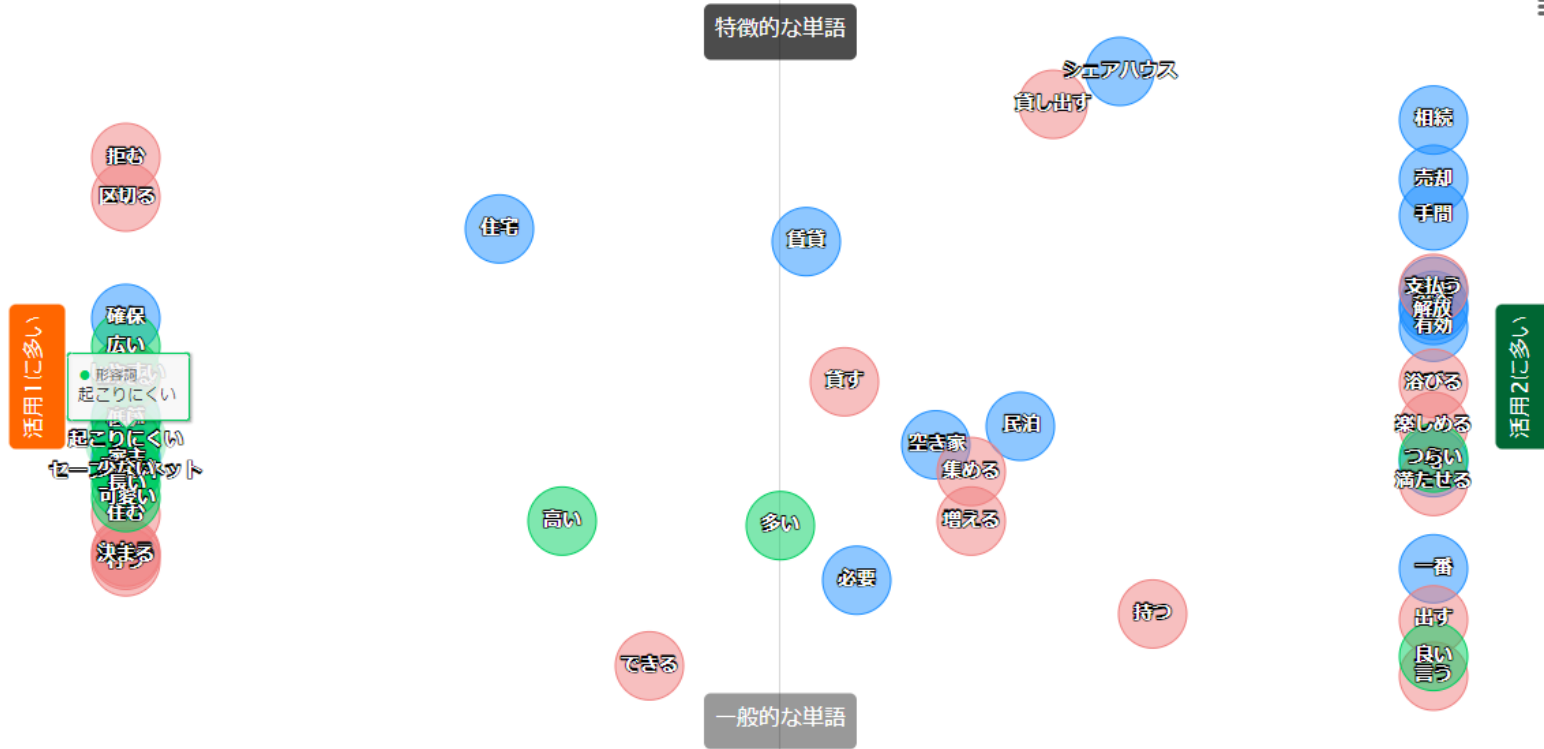 特徴的な単語
シェアハウス
貸し出す
相続
拒む
売却
区切る
手間
住宅
賃貸
支払う
解放
有効
確保
広い
活用1に多い
活用2に多い
形容詞
起こりにくい
貸す
浴びる
民泊
楽しめる
起こりにくい
空き家
つらい
少ない
集める
満たせる
長い
可愛い
住む
高い
多い
増える
決まる
必要
一番
持つ
出す
できる
良い
言う
一般的な単語